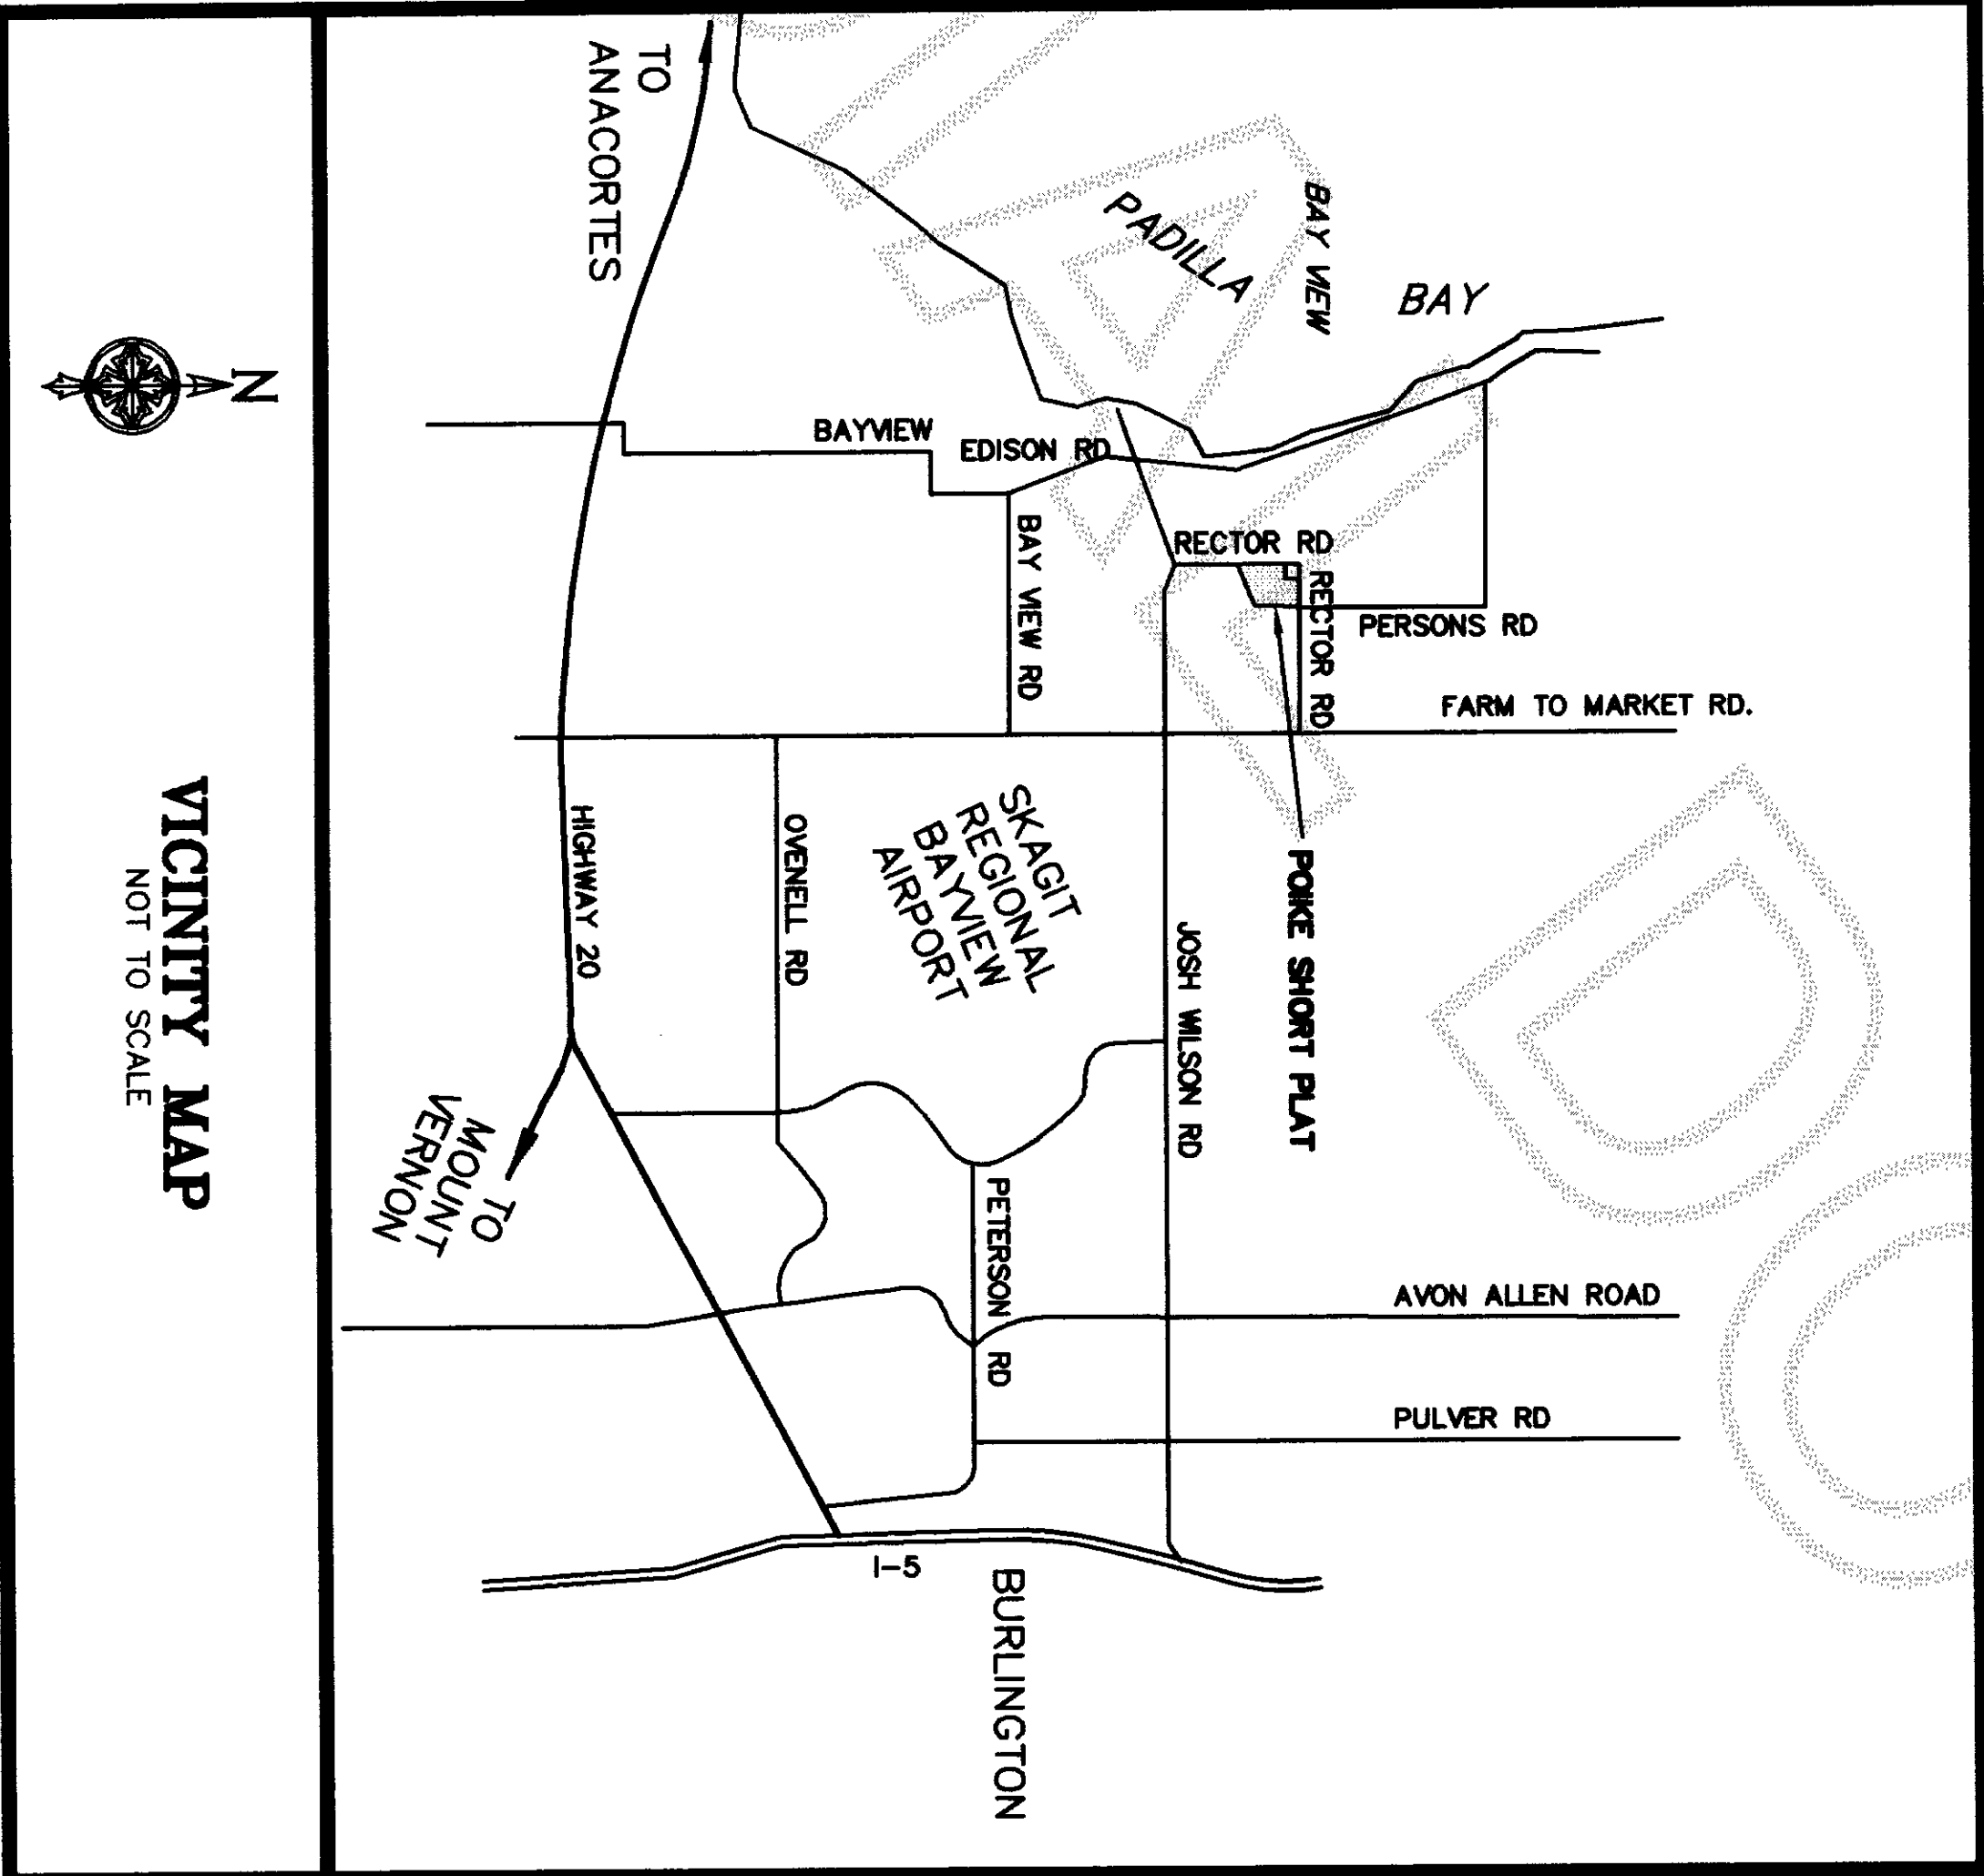 TO
ANACORTES
PADILLA
BAY
BAY VIEW
BAYVIEW
EDISON RD
BAY VIEW RD
RECTOR RD
RECTOR RD
PERSONS RD
FARM TO MARKET RD.
SKAGIT
REGIONAL
BAYVIEW
AIRPORT
OVENELL RD
HIGHWAY 20
POIKE SHORT PLAT
JOSH WILSON RD
TO
MOUNT
VERNON
PETERSON RD
AVON ALLEN ROAD
PULVER RD
I-5
BURLINGTON
N
VICINITY MAP
NOT TO SCALE